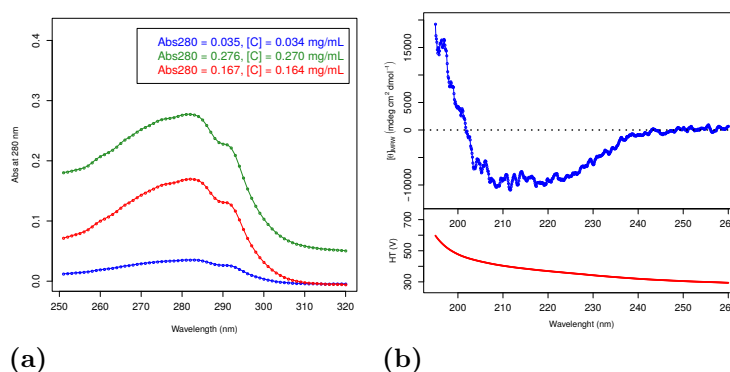 Abs280 = 0.035, [C] = 0.034 mg/mL
Abs280 = 0.276, [C] = 0.270 mg/mL
Abs280 = 0.167, [C] = 0.164 mg/mL
Abs at 280 nm
0.0 0.1 0.2 0.3 0.4
250 260 270 280 290 300 310 320
Wavelength (nm)
(a)
[θ]MRW (mdeg cm² dmol⁻¹)
−10000 0 5000 15000
200 210 220 230 240 250 260
HT (V)
300 500 700
200 210 220 230 240 250 260
Wavelenght (nm)
(b)